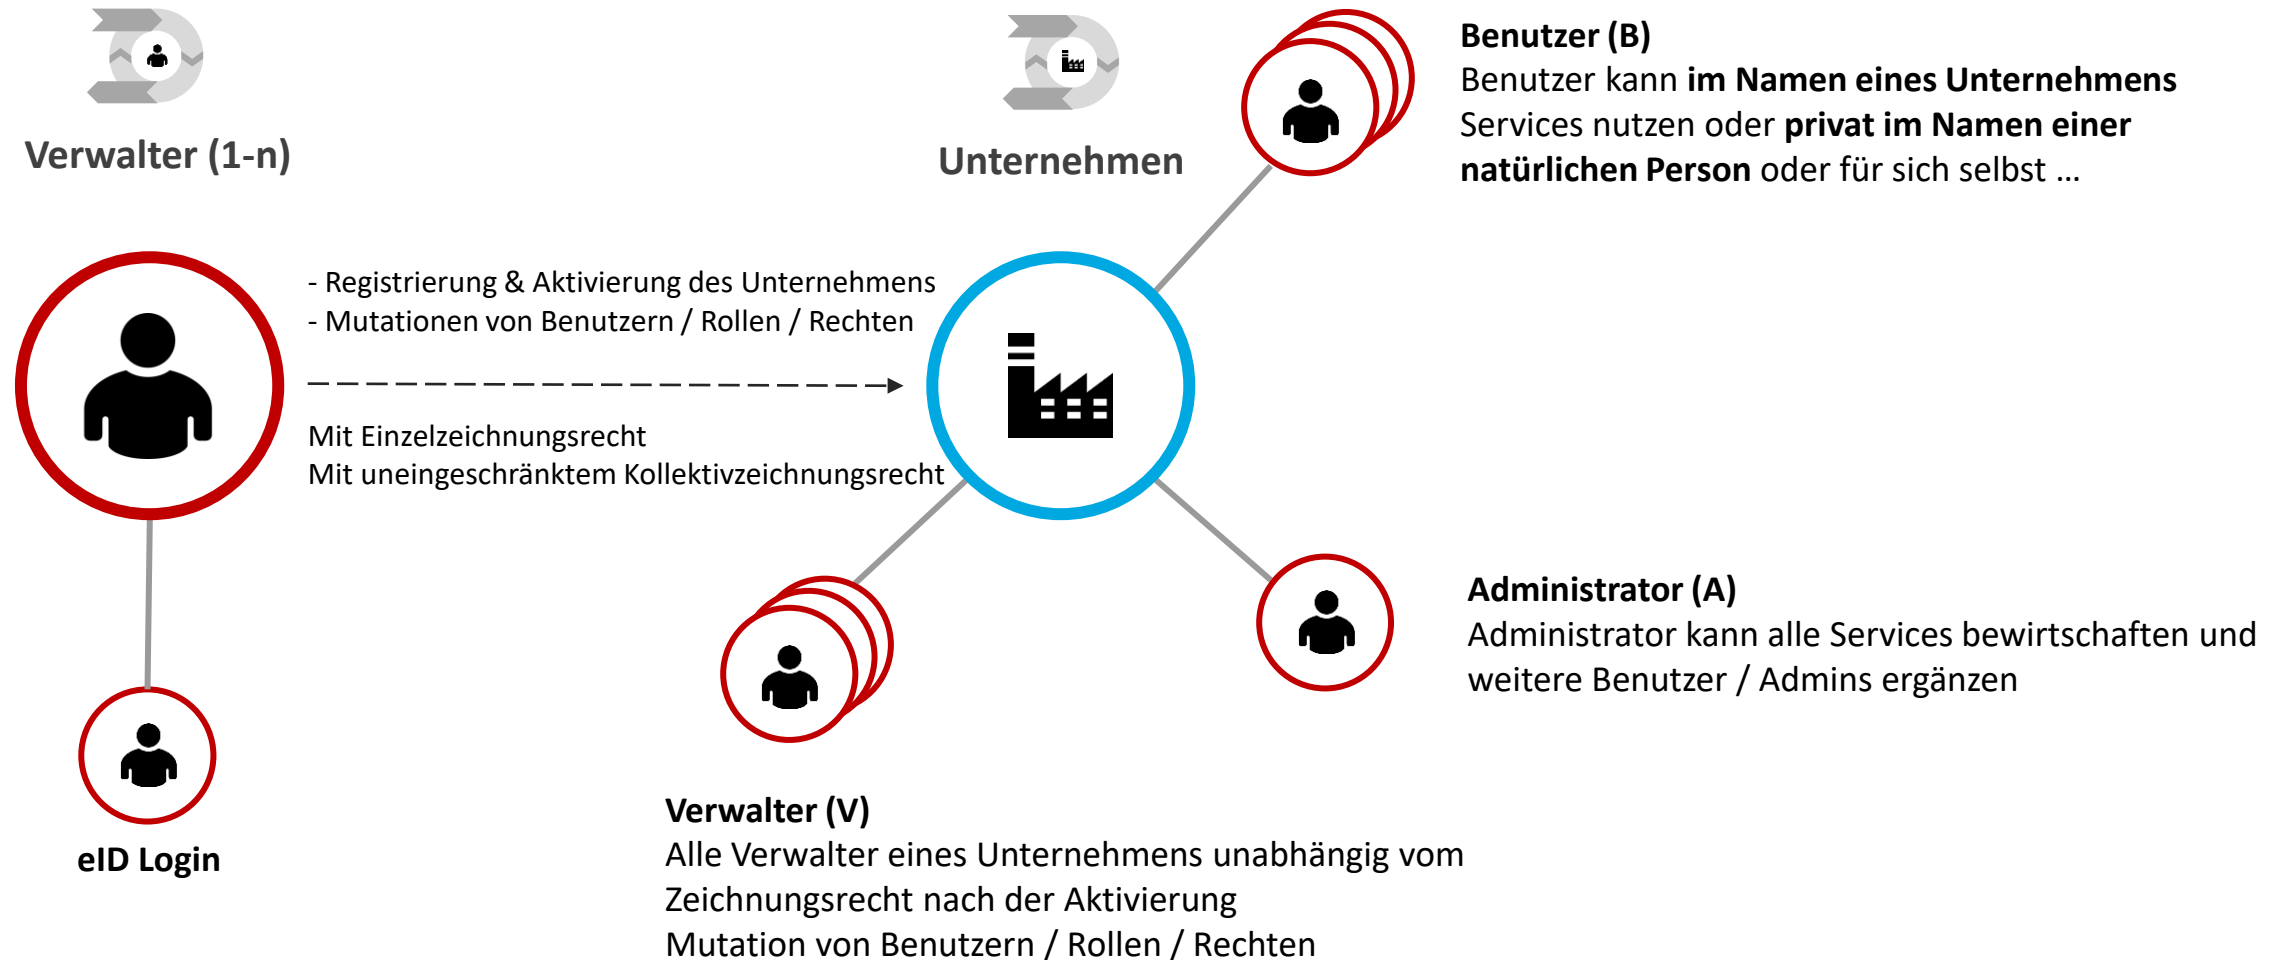 Verwalter (1-n)
Unternehmen
Benutzer (B)
Benutzer kann im Namen eines Unternehmens
Services nutzen oder privat im Namen einer
natürlichen Person oder für sich selbst ...
- Registrierung & Aktivierung des Unternehmens
- Mutationen von Benutzern / Rollen / Rechten
Mit Einzelzeichnungsrecht
Mit uneingeschränktem Kollektivzeichnungsrecht
Administrator (A)
Administrator kann alle Services bewirtschaften und
weitere Benutzer / Admins ergänzen
eID Login
Verwalter (V)
Alle Verwalter eines Unternehmens unabhängig vom
Zeichnungsrecht nach der Aktivierung
Mutation von Benutzern / Rollen / Rechten